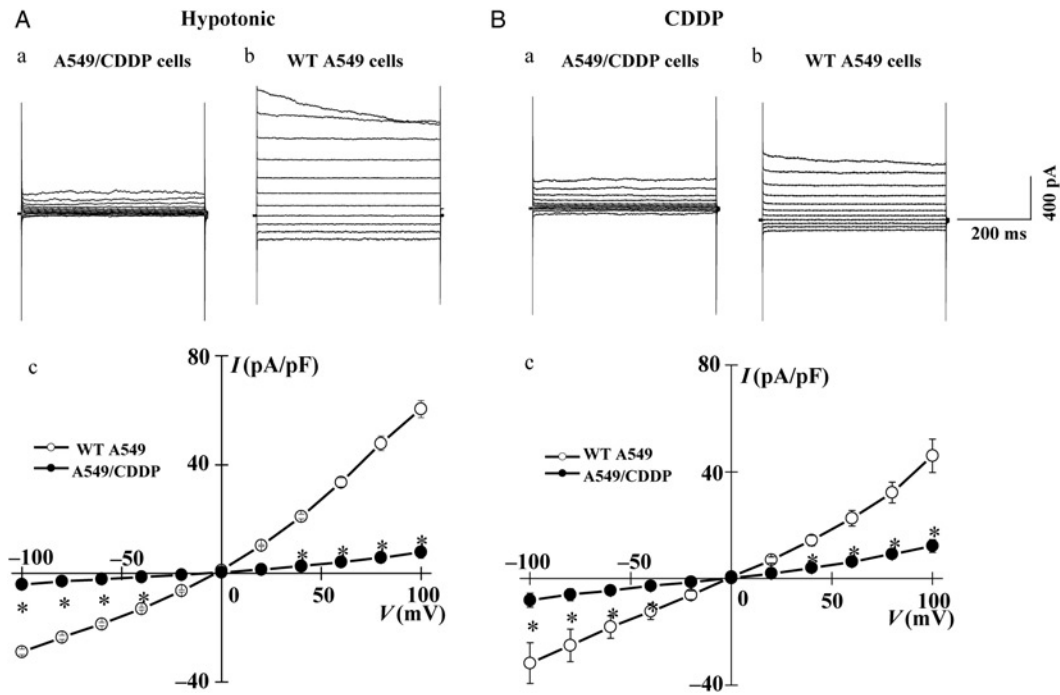 A
Hypotonic
a
A549/CDDP cells
b
WT A549 cells
B
CDDP
a
A549/CDDP cells
b
WT A549 cells
400 pA
200 ms
c
80
I (pA/pF)
WT A549
A549/CDDP
40
−100
−50
0
50
100
V (mV)
−40
* * * *
* * * *
c
80
I (pA/pF)
WT A549
A549/CDDP
40
−100
−50
0
50
100
V (mV)
−40
* * * *
* * * *